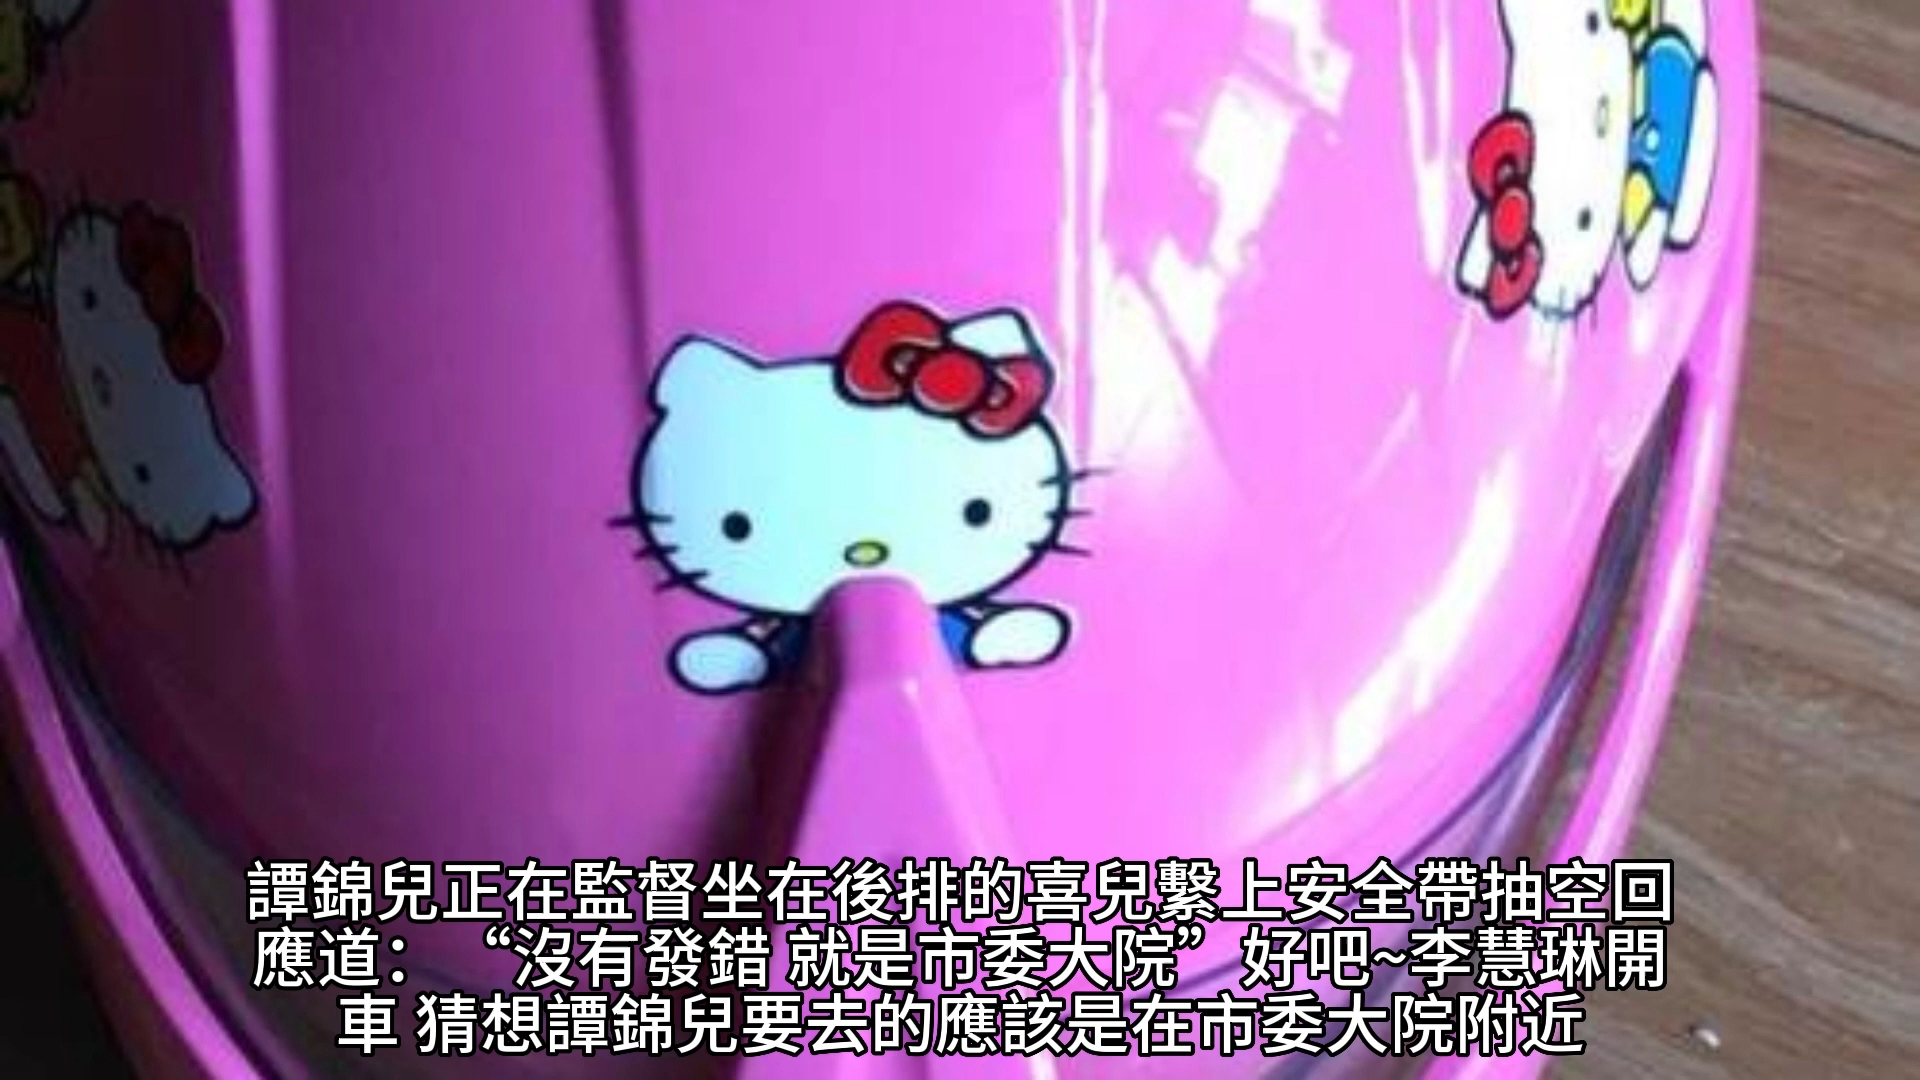 譚錦兒正在監督坐在後排的喜兒繫上安全帶抽空回
應道：“沒有發錯 就是市委大院”好吧~李慧琳開
車 猜想譚錦兒要去的應該是在市委大院附近